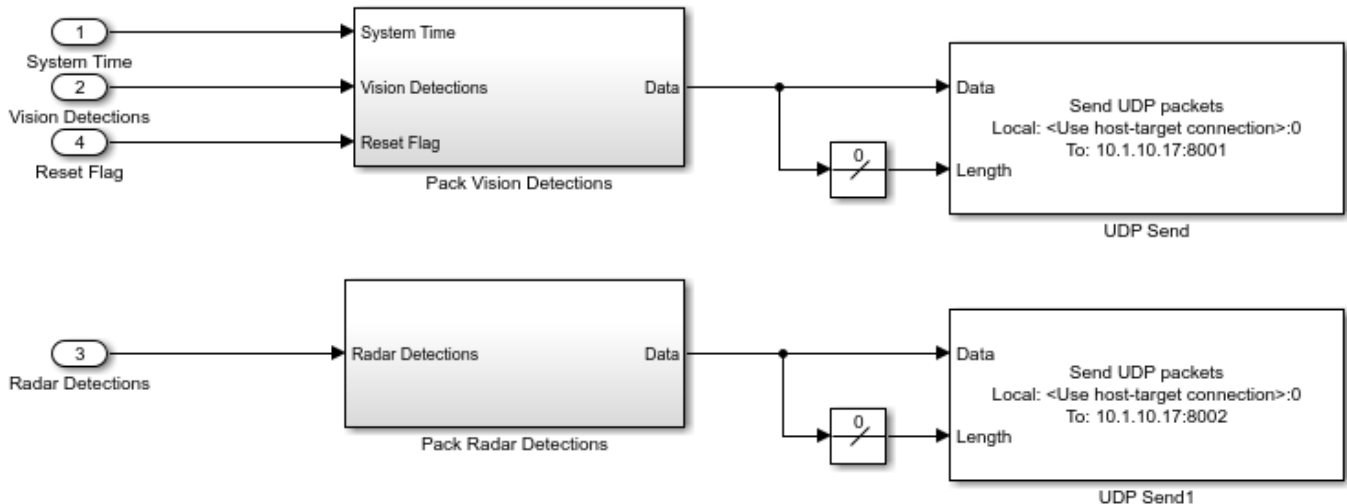 1
System Time
2
Vision Detections
4
Reset Flag
System Time
Vision Detections
Reset Flag
Data
Pack Vision Detections
0
Data
Length
Send UDP packets
Local: <Use host-target connection>:0
To: 10.1.10.17:8001
UDP Send
3
Radar Detections
Radar Detections
Data
Pack Radar Detections
0
Data
Length
Send UDP packets
Local: <Use host-target connection>:0
To: 10.1.10.17:8002
UDP Send1